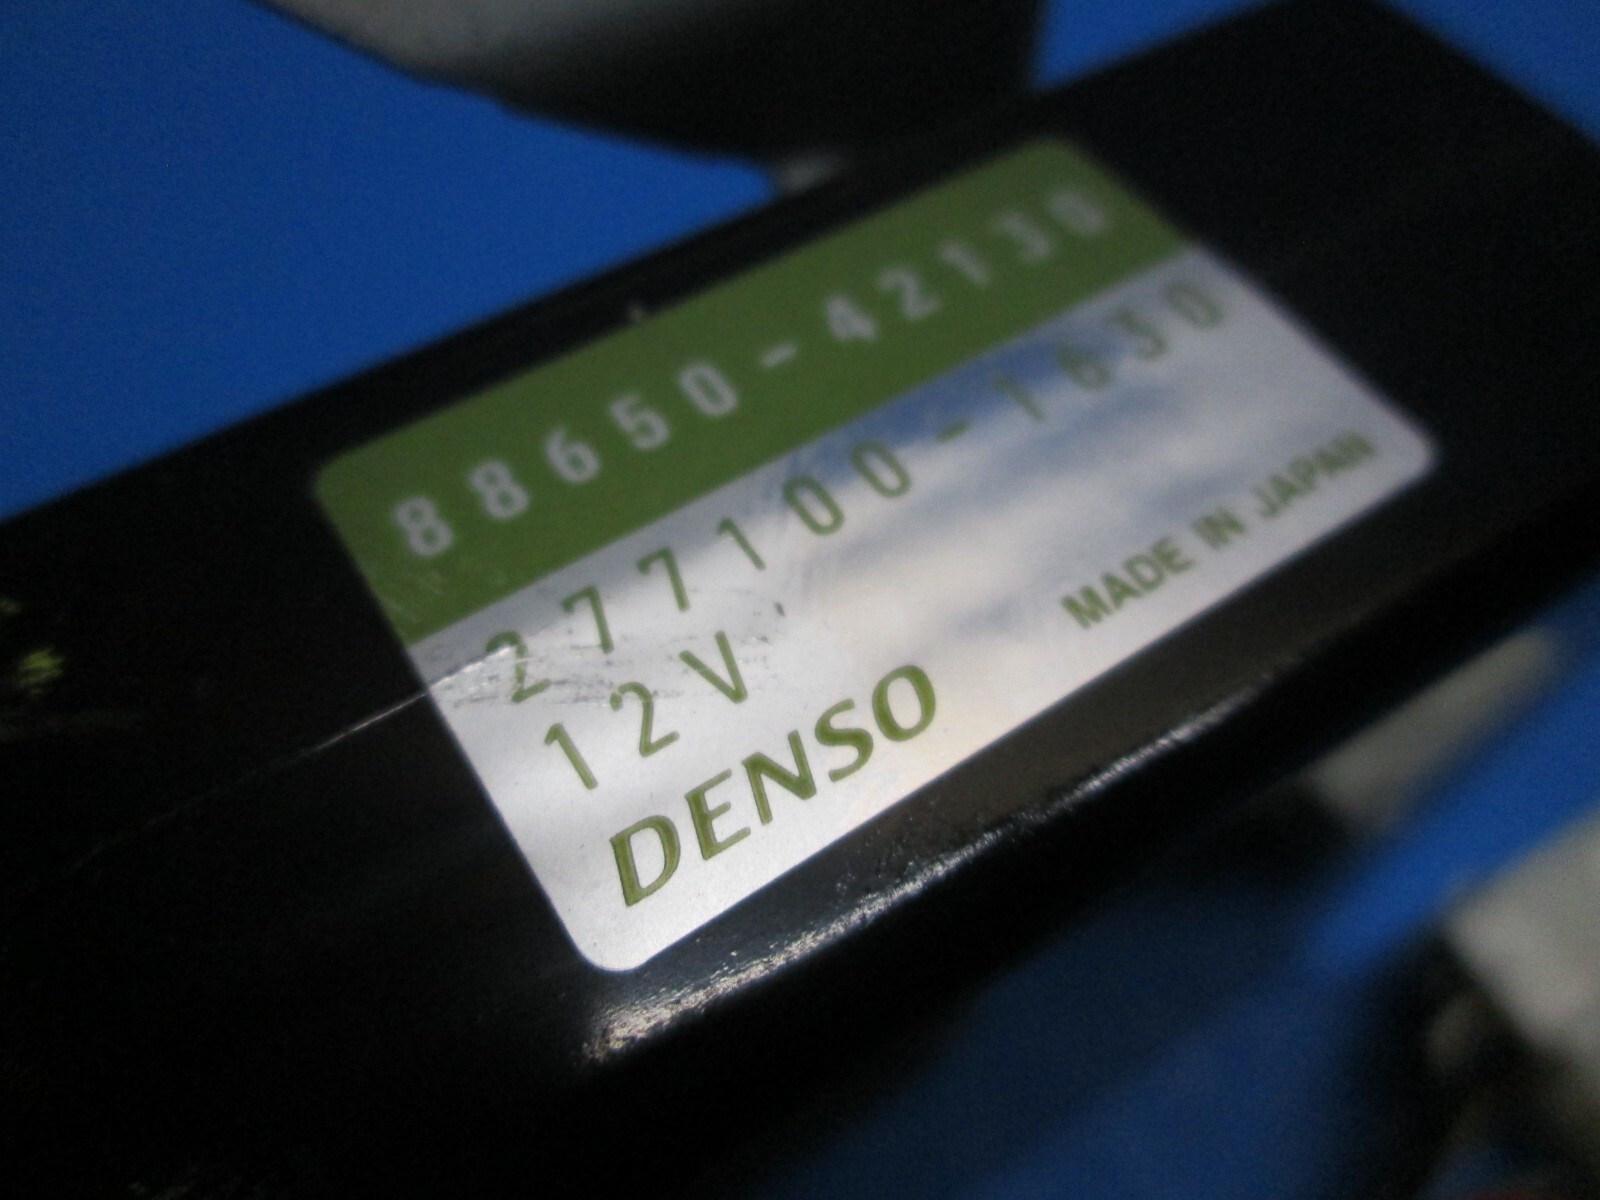 88650-42130
277100-1630
12V
DENSO
MADE IN JAPAN